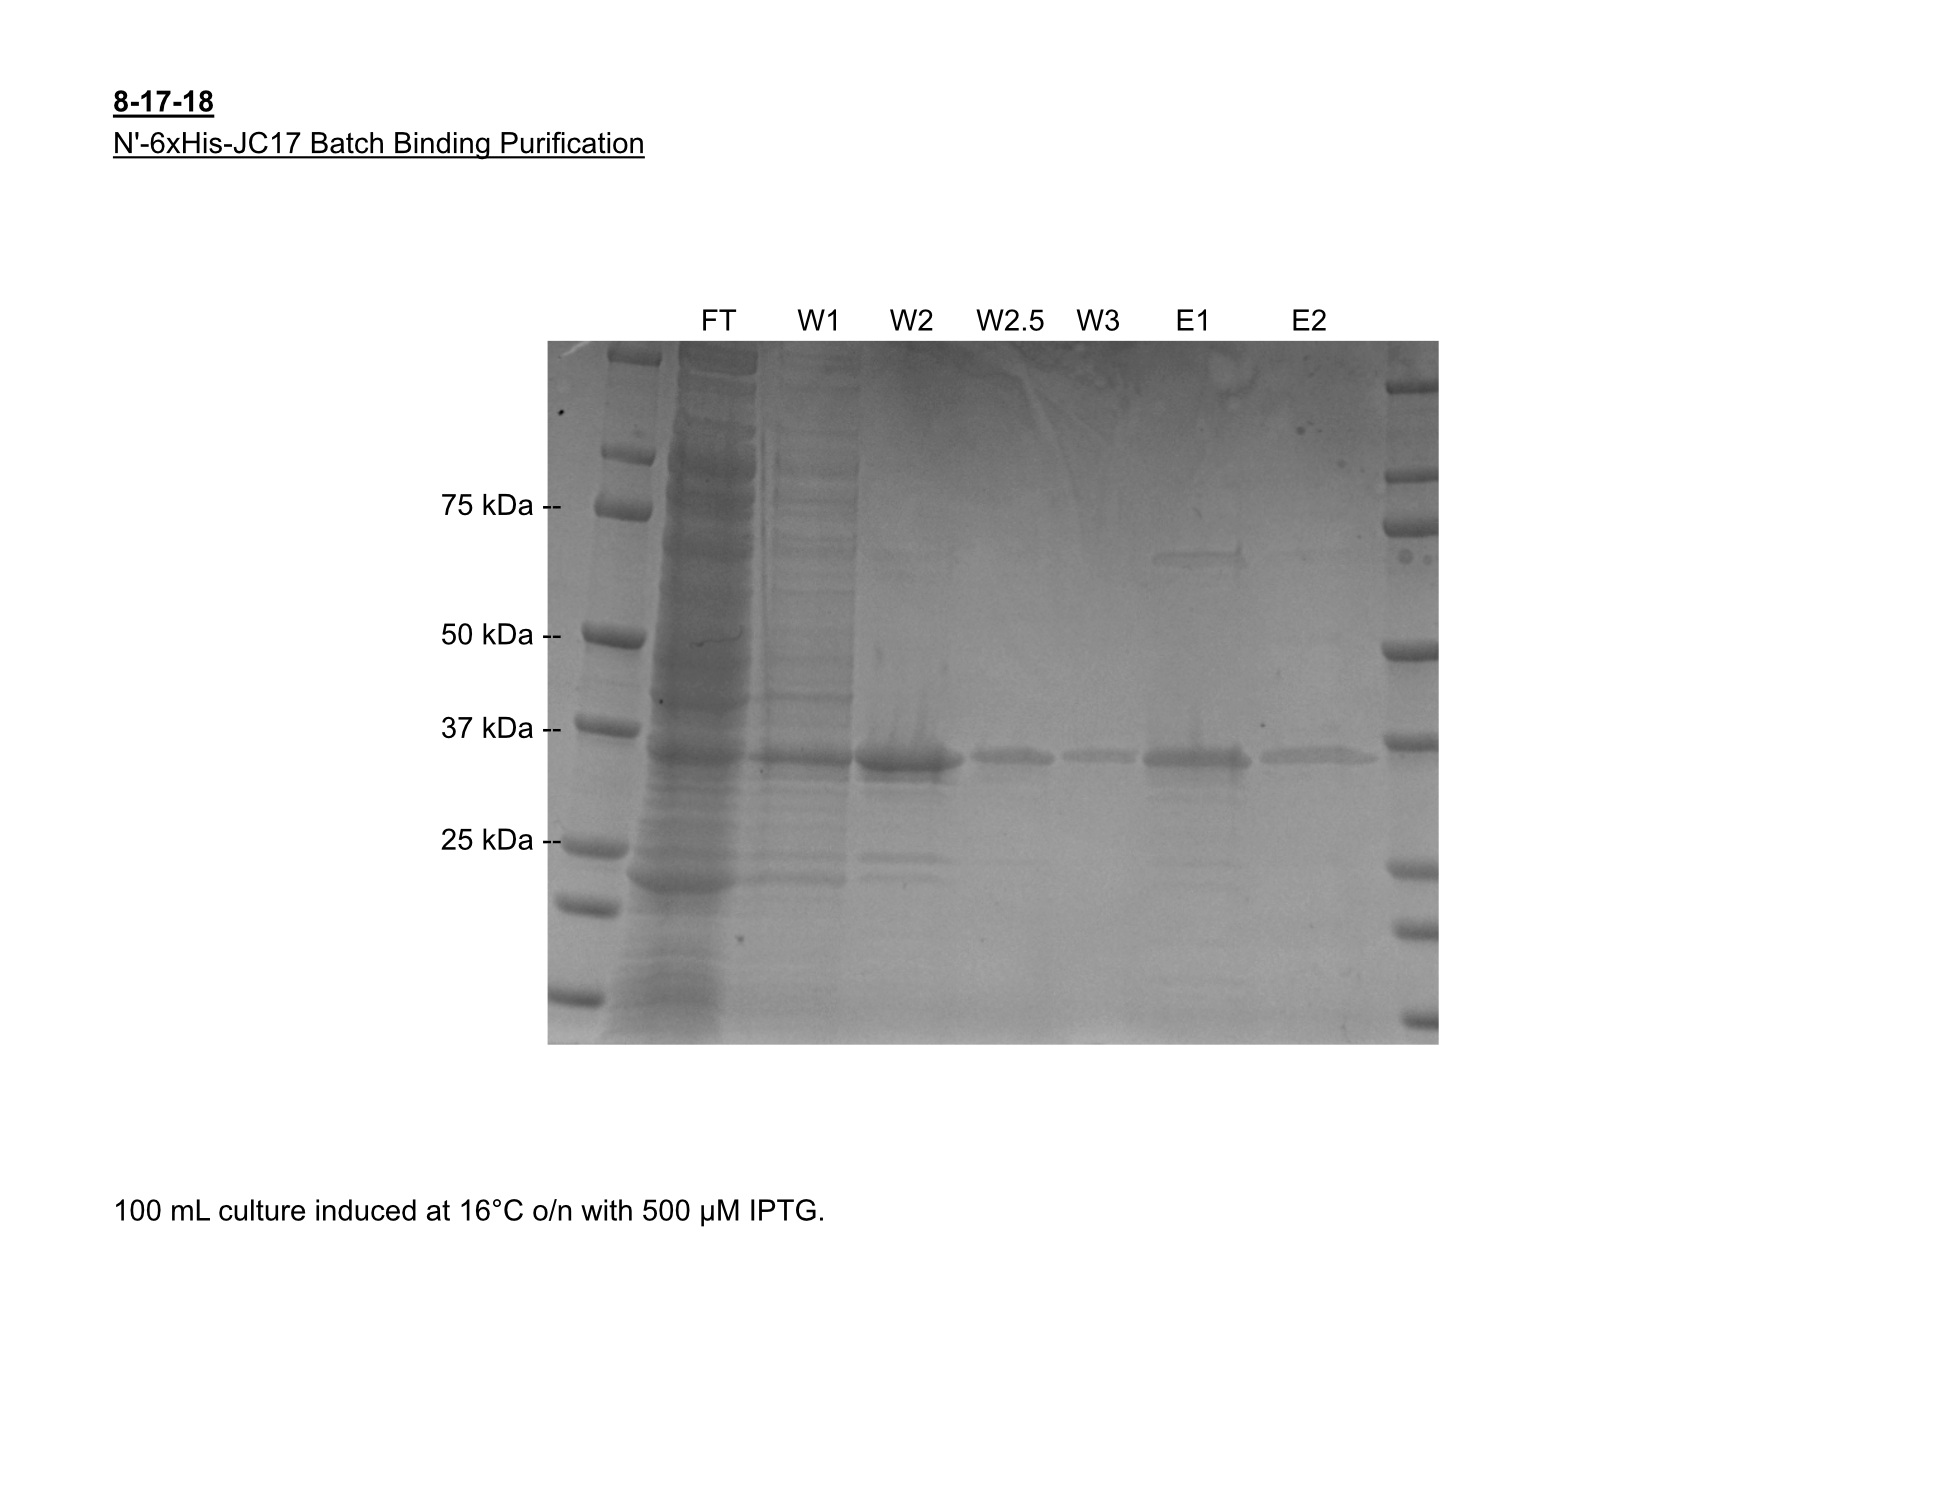 8-17-18
N'-6xHis-JC17 Batch Binding Purification
FT W1 W2 W2.5 W3 E1 E2
75 kDa --
50 kDa --
37 kDa --
25 kDa --
100 mL culture induced at 16°C o/n with 500 µM IPTG.